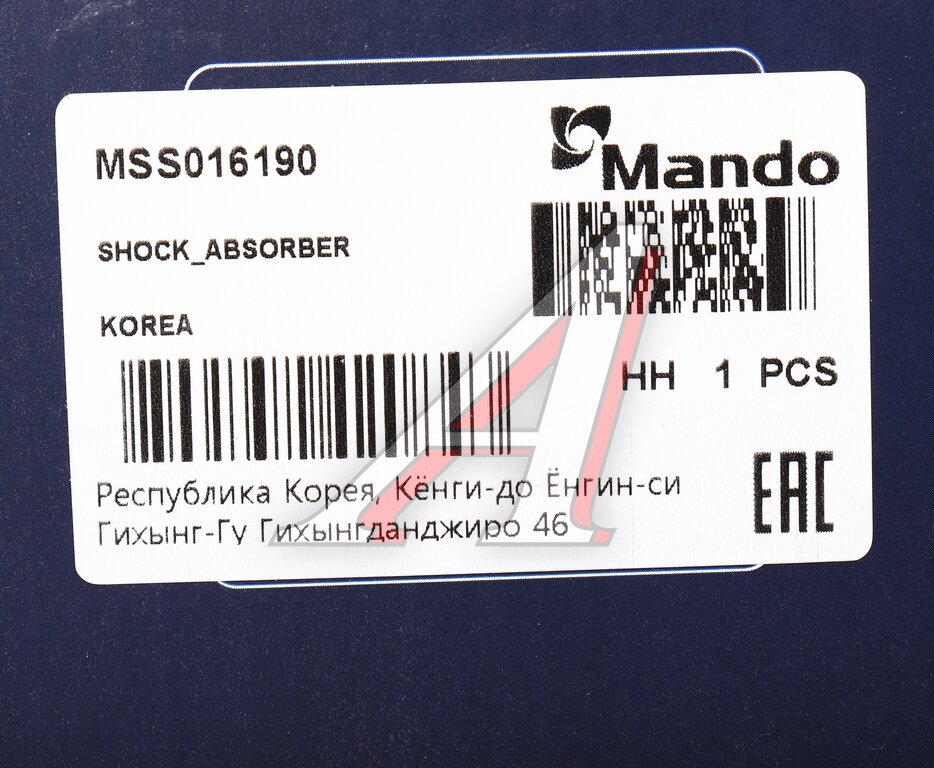 MSS016190
Mando
SHOCK_ABSORBER
KOREA
HH 1 PCS
Республика Корея, Кёнги-до Ёнгин-си
Гихынг-Гу Гихынгданджиро 46
EAC